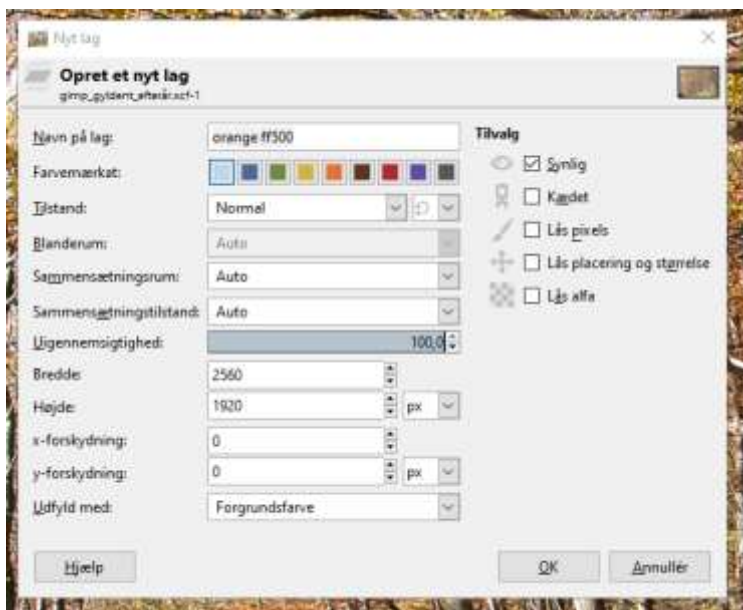 Nyt lag
Opret et nyt lag
gimp_gyldent_efterår.xcf-1
Navn på lag: orange ff500
Farvemærkat:
Tilstand: Normal
Blanderum: Auto
Sammensætningsrum: Auto
Sammensætningstilstand: Auto
Uigennemsigtighed: 100,0
Bredde: 2560
Højde: 1920 px
x-forskydning: 0
y-forskydning: 0 px
Udfyld med: Forgrundsfarve
Tilvalg
Synlig
Kædet
Lås pixels
Lås placering og størrelse
Lås alfa
Hjælp OK Annullér